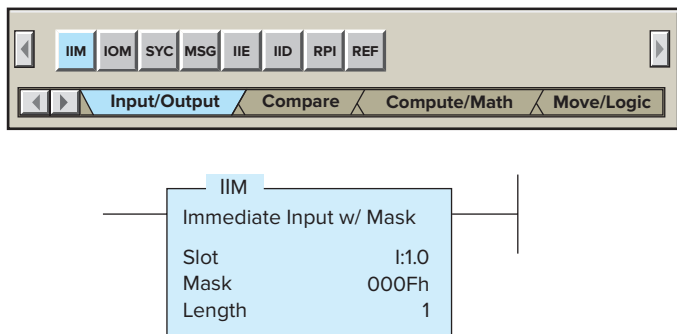 IIM IOM SYC MSG IIE IID RPI REF
Input/Output Compare Compute/Math Move/Logic
IIM
Immediate Input w/ Mask
Slot I:1.0
Mask 000Fh
Length 1